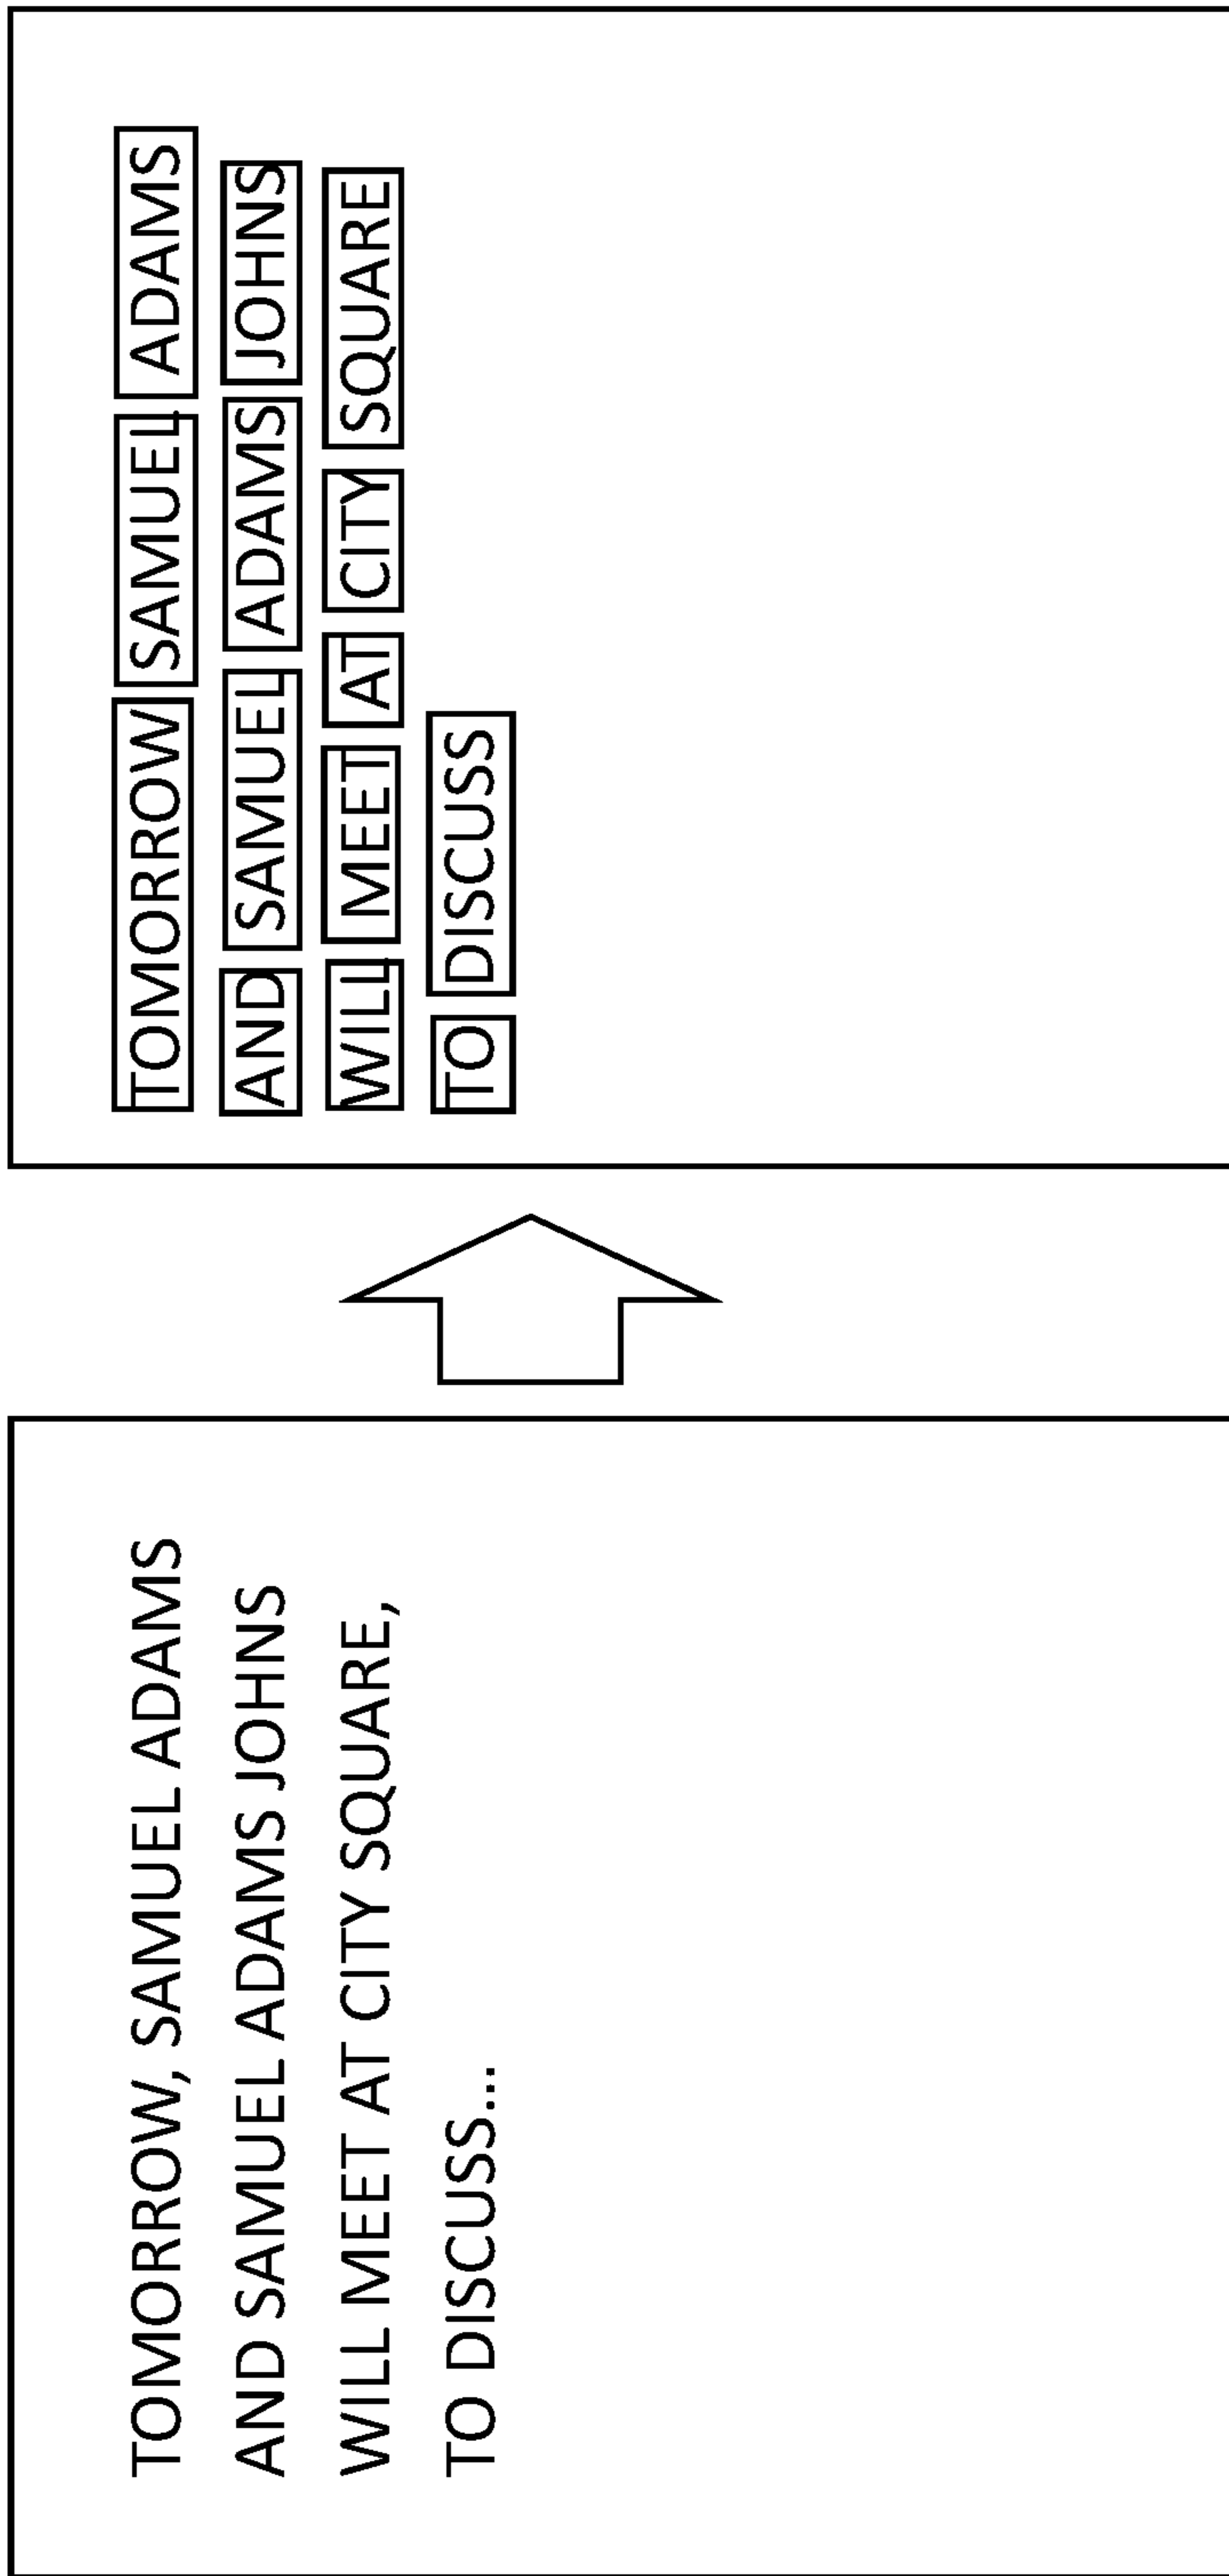 TOMORROW, SAMUEL ADAMS
AND SAMUEL ADAMS JOHNS
WILL MEET AT CITY SQUARE,
TO DISCUSS...
TOMORROW SAMUEL ADAMS
AND SAMUEL ADAMS JOHNS
WILL MEET AT CITY SQUARE
TO DISCUSS